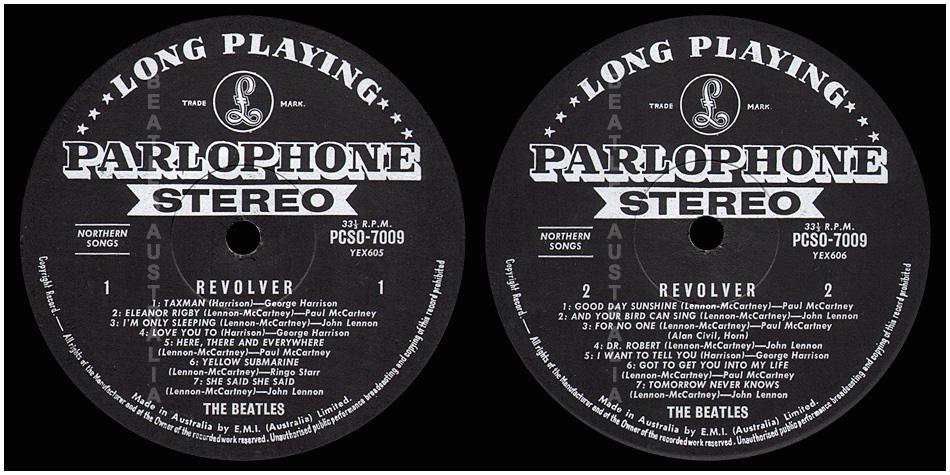 LONG PLAYING
TRADE MARK.
£
PARLOPHONE
STEREO
NORTHERN
SONGS
33⅓ R.P.M.
PCSO-7009
YEX605
1 REVOLVER 1
1: TAXMAN (Harrison)—George Harrison
2: ELEANOR RIGBY (Lennon-McCartney)—Paul McCartney
3: I'M ONLY SLEEPING (Lennon-McCartney)—John Lennon
4: LOVE YOU TO (Harrison)—George Harrison
5: HERE, THERE AND EVERYWHERE
(Lennon-McCartney)—Paul McCartney
6: YELLOW SUBMARINE
(Lennon-McCartney)—Ringo Starr
7: SHE SAID SHE SAID
(Lennon-McCartney)—John Lennon
THE BEATLES
Made in Australia by E.M.I. (Australia) Limited.
Copyright Record.— All rights of the Manufacturer and of the Owner of the recorded work reserved. Unauthorised public performance broadcasting and copying of this record prohibited
BEATLES AUSTRALIA
LONG PLAYING
TRADE MARK.
£
PARLOPHONE
STEREO
NORTHERN
SONGS
33⅓ R.P.M.
PCSO-7009
YEX606
2 REVOLVER 2
1: GOOD DAY SUNSHINE (Lennon-McCartney)—Paul McCartney
2: AND YOUR BIRD CAN SING (Lennon-McCartney)—John Lennon
3: FOR NO ONE (Lennon-McCartney)—Paul McCartney
(Alan Civil, Horn)
4: DR. ROBERT (Lennon-McCartney)—John Lennon
5: I WANT TO TELL YOU (Harrison)—George Harrison
6: GOT TO GET YOU INTO MY LIFE
(Lennon-McCartney)—Paul McCartney
7: TOMORROW NEVER KNOWS
(Lennon-McCartney)—John Lennon
THE BEATLES
Made in Australia by E.M.I. (Australia) Limited.
Copyright Record.— All rights of the Manufacturer and of the Owner of the recorded work reserved. Unauthorised public performance broadcasting and copying of this record prohibited
BEATLES AUSTRALIA